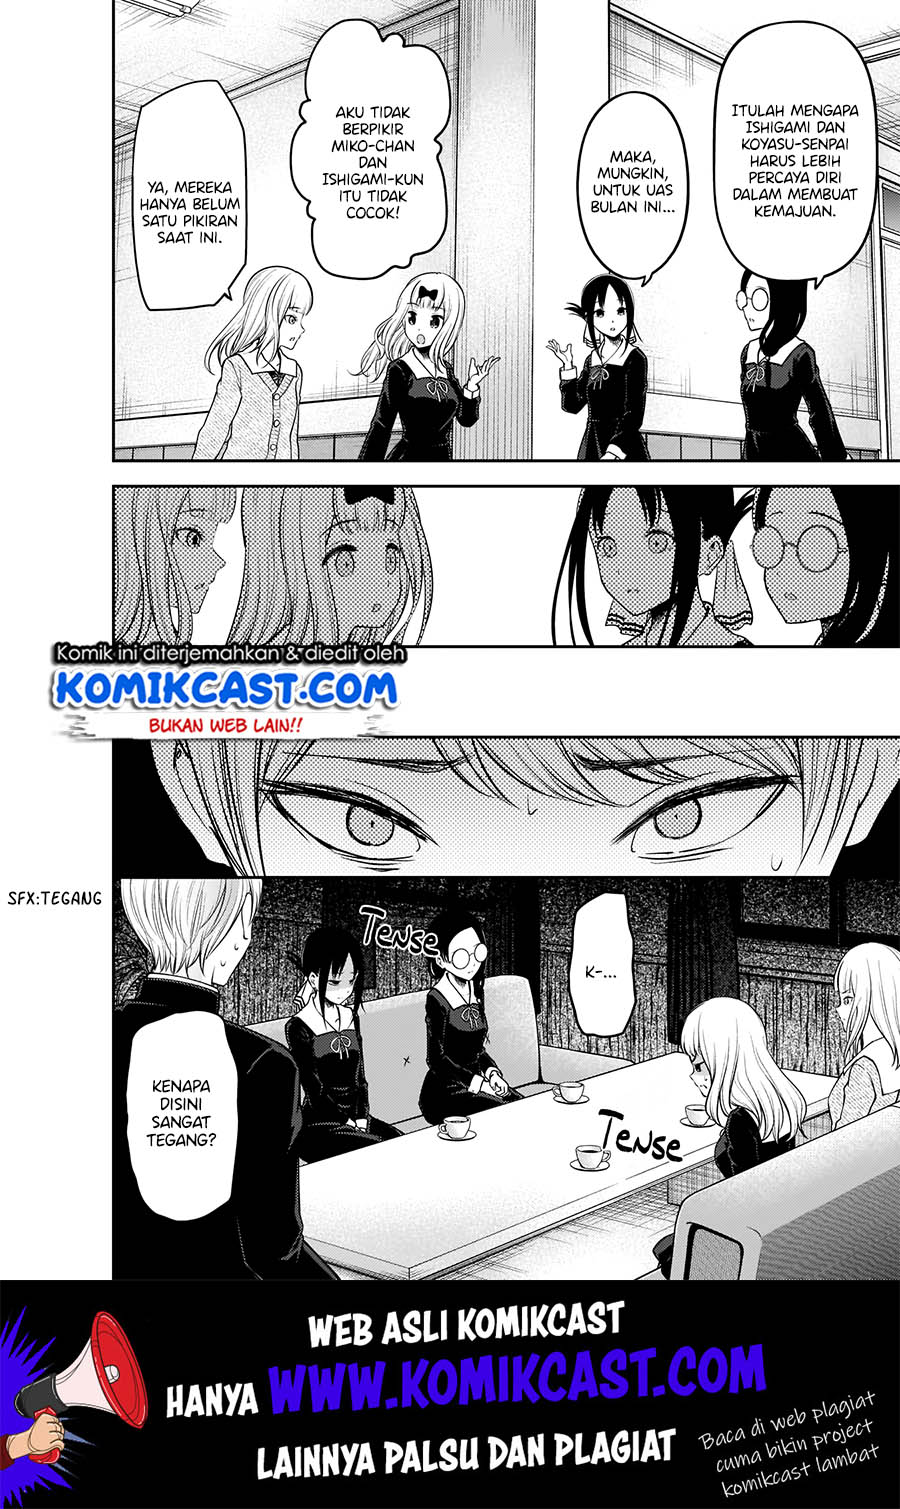 ITULAH MENGAPA
ISHIGAMI DAN
KOYASU-SENPAI
HARUS LEBIH
PERCAYA DIRI
DALAM MEMBUAT
KEMAJUAN.
MAKA,
MUNGKIN,
UNTUK UAS
BULAN INI...
AKU TIDAK
BERPIKIR
MIKO-CHAN
DAN
ISHIGAMI-KUN
ITU TIDAK
COCOK!
YA, MEREKA
HANYA BELUM
SATU PIKIRAN
SAAT INI.
Komik ini diterjemahkan & diedit oleh
KOMIKCAST.COM
BUKAN WEB LAIN!!
SFX:TEGANG
TENSE
K-...
KENAPA
DISINI
SANGAT
TEGANG?
TENSE
WEB ASLI KOMIKCAST
HANYA WWW.KOMIKCAST.COM
LAINNYA PALSU DAN PLAGIAT
Baca di web plagiat
cuma bikin project
komikcast lambat